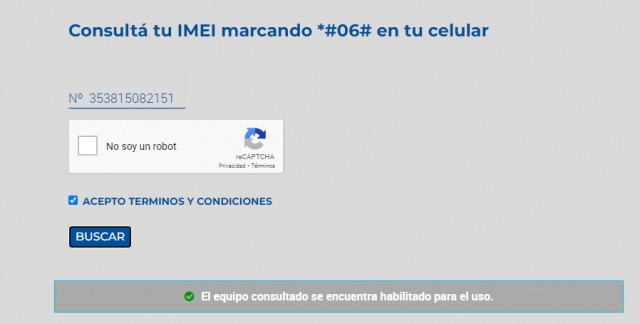 Consultá tu IMEI marcando *#06# en tu celular
Nº 353815082151
No soy un robot
reCAPTCHA
Privacidad • Términos
ACEPTO TERMINOS Y CONDICIONES
BUSCAR
El equipo consultado se encuentra habilitado para el uso.